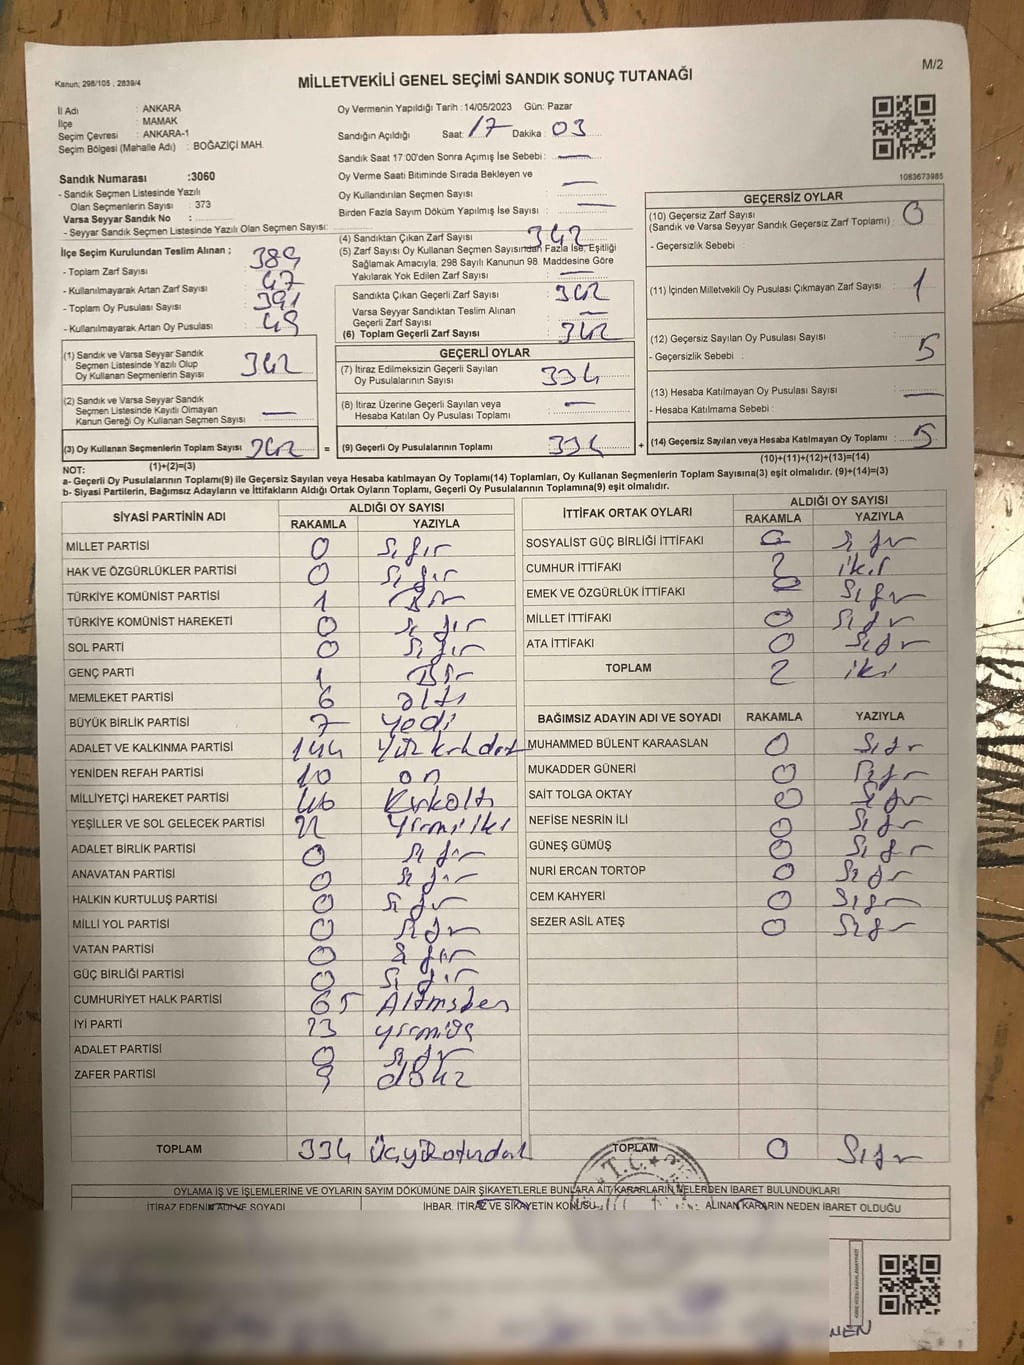 M/2
Kanun: 298/105 , 2839/4
MİLLETVEKİLİ GENEL SEÇİMİ SANDIK SONUÇ TUTANAĞI
İl Adı : ANKARA
İlçe : MAMAK
Seçim Çevresi : ANKARA-1
Seçim Bölgesi (Mahalle Adı) : BOĞAZİÇİ MAH.
Sandık Numarası :3060
- Sandık Seçmen Listesinde Yazılı
Olan Seçmenlerin Sayısı : 373
Varsa Seyyar Sandık No :
- Seyyar Sandık Seçmen Listesinde Yazılı Olan Seçmen Sayısı:
Oy Vermenin Yapıldığı Tarih : 14/05/2023 Gün: Pazar
Sandığın Açıldığı Saat: 17 Dakika : 03
Sandık Saat 17:00'den Sonra Açımış İse Sebebi : —
Oy Verme Saati Bitiminde Sırada Bekleyen ve
Oy Kullandırılan Seçmen Sayısı : —
Birden Fazla Sayım Döküm Yapılmış İse Sayısı : —
1083673985
İlçe Seçim Kurulundan Teslim Alınan ;
- Toplam Zarf Sayısı : 389
- Kullanılmayarak Artan Zarf Sayısı : 47
- Toplam Oy Pusulası Sayısı : 391
- Kullanılmayarak Artan Oy Pusulası : 49
(4) Sandıktan Çıkan Zarf Sayısı : 342
(5) Zarf Sayısı Oy Kullanan Seçmen Sayısından Fazla İse, Eşitliği
Sağlamak Amacıyla, 298 Sayılı Kanunun 98. Maddesine Göre
Yakılarak Yok Edilen Zarf Sayısı : —
Sandıkta Çıkan Geçerli Zarf Sayısı : 342
Varsa Seyyar Sandıktan Teslim Alınan
Geçerli Zarf Sayısı : —
(6) Toplam Geçerli Zarf Sayısı : 342
GEÇERSİZ OYLAR
(10) Geçersiz Zarf Sayısı : 0
(Sandık ve Varsa Seyyar Sandık Geçersiz Zarf Toplamı)
- Geçersizlik Sebebi :
(11) İçinden Milletvekili Oy Pusulası Çıkmayan Zarf Sayısı : 1
(12) Geçersiz Sayılan Oy Pusulası Sayısı : 5
- Geçersizlik Sebebi :
(13) Hesaba Katılmayan Oy Pusulası Sayısı : —
- Hesaba Katılmama Sebebi :
(1) Sandık ve Varsa Seyyar Sandık
Seçmen Listesinde Yazılı Olup
Oy Kullanan Seçmenlerin Sayısı : 342
(2) Sandık ve Varsa Seyyar Sandık
Seçmen Listesinde Kayıtlı Olmayan
Kanun Gereği Oy Kullanan Seçmen Sayısı : —
GEÇERLİ OYLAR
(7) İtiraz Edilmeksizin Geçerli Sayılan
Oy Pusulalarının Sayısı : 334
(8) İtiraz Üzerine Geçerli Sayılan veya
Hesaba Katılan Oy Pusulası Toplamı : —
(3) Oy Kullanan Seçmenlerin Toplam Sayısı : 342 = (9) Geçerli Oy Pusulalarının Toplamı : 334 + (14) Geçersiz Sayılan veya Hesaba Katılmayan Oy Toplamı : 5
(1)+(2)=(3) (10)+(11)+(12)+(13)=(14)
NOT:
a- Geçerli Oy Pusulalarının Toplamı(9) ile Geçersiz Sayılan veya Hesaba katılmayan Oy Toplamı(14) Toplamları, Oy Kullanan Seçmenlerin Toplam Sayısına(3) eşit olmalıdır. (9)+(14)=(3)
b- Siyasi Partilerin, Bağımsız Adayların ve İttifakların Aldığı Ortak Oyların Toplamı, Geçerli Oy Pusulalarının Toplamına(9) eşit olmalıdır.
SİYASİ PARTİNİN ADI ALDIĞI OY SAYISI
RAKAMLA YAZIYLA
MİLLET PARTİSİ 0 Sıfır
HAK VE ÖZGÜRLÜKLER PARTİSİ 0 Sıfır
TÜRKİYE KOMÜNİST PARTİSİ 1 Bir
TÜRKİYE KOMÜNİST HAREKETİ 0 Sıfır
SOL PARTİ 0 Sıfır
GENÇ PARTİ 1 Bir
MEMLEKET PARTİSİ 6 altı
BÜYÜK BİRLİK PARTİSİ 7 yedi
ADALET VE KALKINMA PARTİSİ 144 Yüz kırkdört
YENİDEN REFAH PARTİSİ 10 on
MİLLİYETÇİ HAREKET PARTİSİ 46 Kırkaltı
YEŞİLLER VE SOL GELECEK PARTİSİ 22 Yirmiiki
ADALET BİRLİK PARTİSİ 0 Sıfır
ANAVATAN PARTİSİ 0 Sıfır
HALKIN KURTULUŞ PARTİSİ 0 Sıfır
MİLLİ YOL PARTİSİ 0 Sıfır
VATAN PARTİSİ 0 Sıfır
GÜÇ BİRLİĞİ PARTİSİ 0 Sıfır
CUMHURİYET HALK PARTİSİ 65 Altmışbeş
İYİ PARTİ 23 yirmiüç
ADALET PARTİSİ 0 Sıfır
ZAFER PARTİSİ 9 dokuz
TOPLAM 334 Üçyüzotuzdört
İTTİFAK ORTAK OYLARI ALDIĞI OY SAYISI
RAKAMLA YAZIYLA
SOSYALİST GÜÇ BİRLİĞİ İTTİFAKI 0 Sıfır
CUMHUR İTTİFAKI 2 iki
EMEK VE ÖZGÜRLÜK İTTİFAKI 0 Sıfır
MİLLET İTTİFAKI 0 Sıfır
ATA İTTİFAKI 0 Sıfır
TOPLAM 2 iki
BAĞIMSIZ ADAYIN ADI VE SOYADI RAKAMLA YAZIYLA
MUHAMMED BÜLENT KARAASLAN 0 Sıfır
MUKADDER GÜNERİ 0 Sıfır
SAİT TOLGA OKTAY 0 Sıfır
NEFİSE NESRİN İLİ 0 Sıfır
GÜNEŞ GÜMÜŞ 0 Sıfır
NURİ ERCAN TORTOP 0 Sıfır
CEM KAHYERİ 0 Sıfır
SEZER ASİL ATEŞ 0 Sıfır
TOPLAM 0 Sıfır
T.C.
OYLAMA İŞ VE İŞLEMLERİNE VE OYLARIN SAYIM DÖKÜMÜNE DAİR ŞİKAYETLERLE BUNLARA AİT KARARLARIN NELERDEN İBARET BULUNDUKLARI
İTİRAZ EDENİN ADI VE SOYADI İHBAR, İTİRAZ VE ŞİKAYETİN KONUSU ALINAN KARARIN NEDEN İBARET OLDUĞU